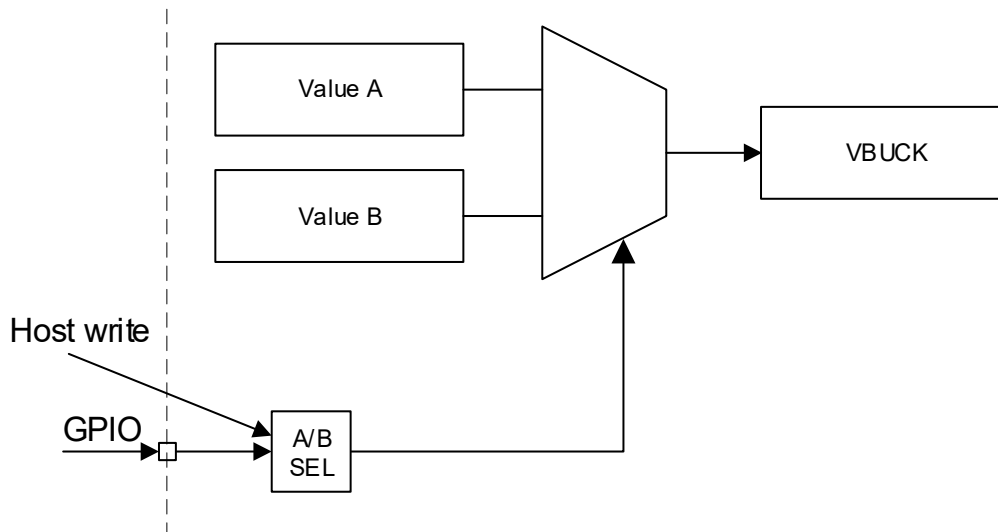 Value A
VBUCK
Value B
Host write
GPIO
A/B
SEL